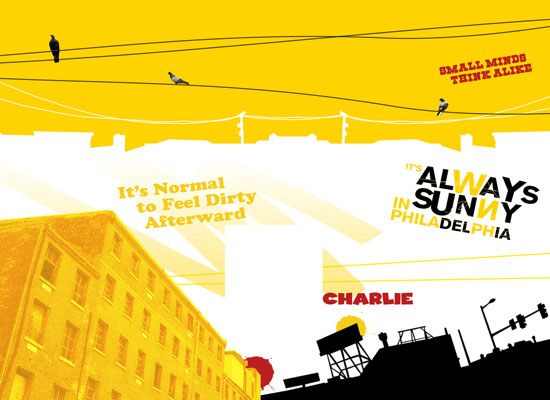 SMALL MINDS
THINK ALIKE
It's Normal
to Feel Dirty
Afterward
IT'S
ALWAYS
IN SUNNY
PHILADELPHIA
CHARLIE